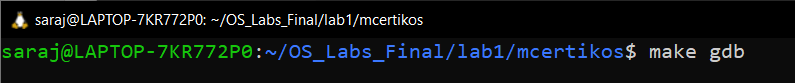 saraj@LAPTOP-7KR772P0: ~/OS_Labs_Final/lab1/mcertikos
saraj@LAPTOP-7KR772P0:~/OS_Labs_Final/lab1/mcertikos$ make gdb